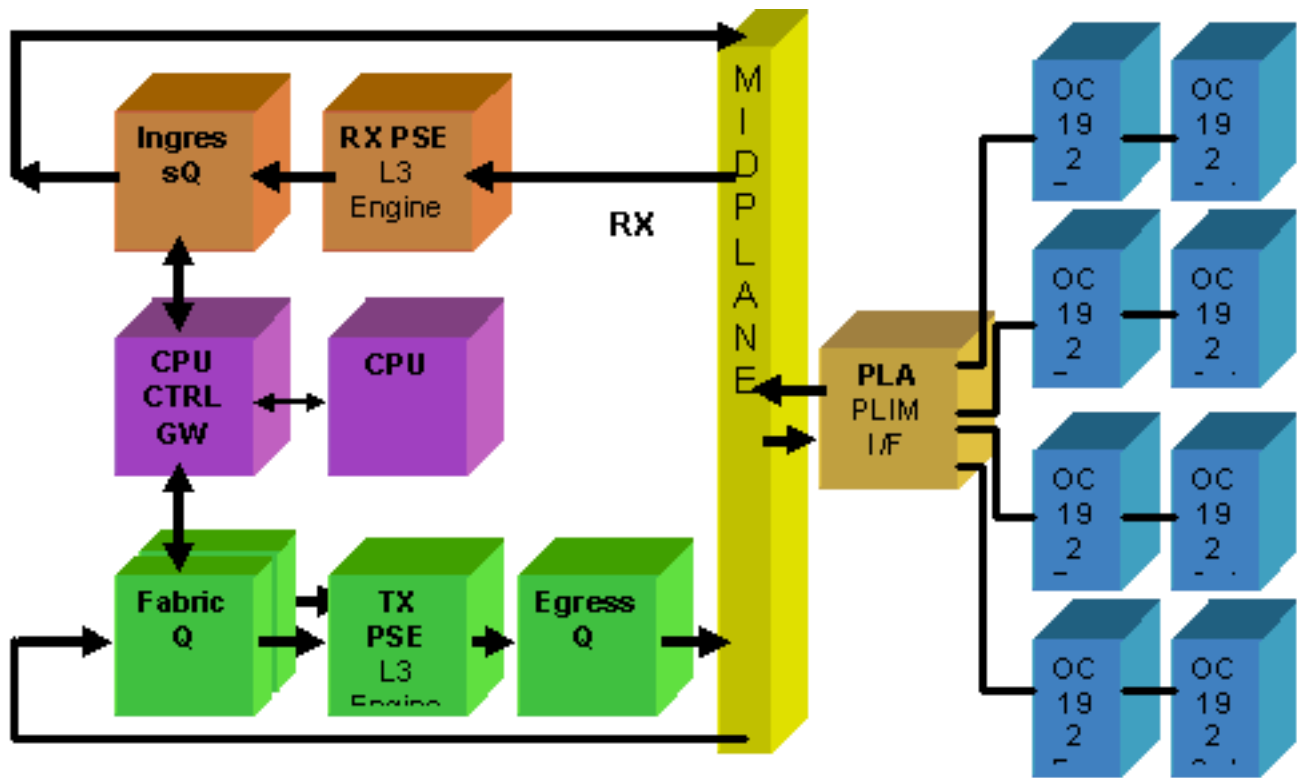 Ingres
sQ
RX PSE
L3
Engine
RX
CPU
CTRL
GW
CPU
Fabric
Q
TX
PSE
L3
Engine
Egress
Q
M
I
D
P
L
A
N
E
PLA
PLIM
I/F
OC
19
2
OC
19
2
OC
19
2
OC
19
2
OC
19
2
OC
19
2
OC
19
2
OC
19
2